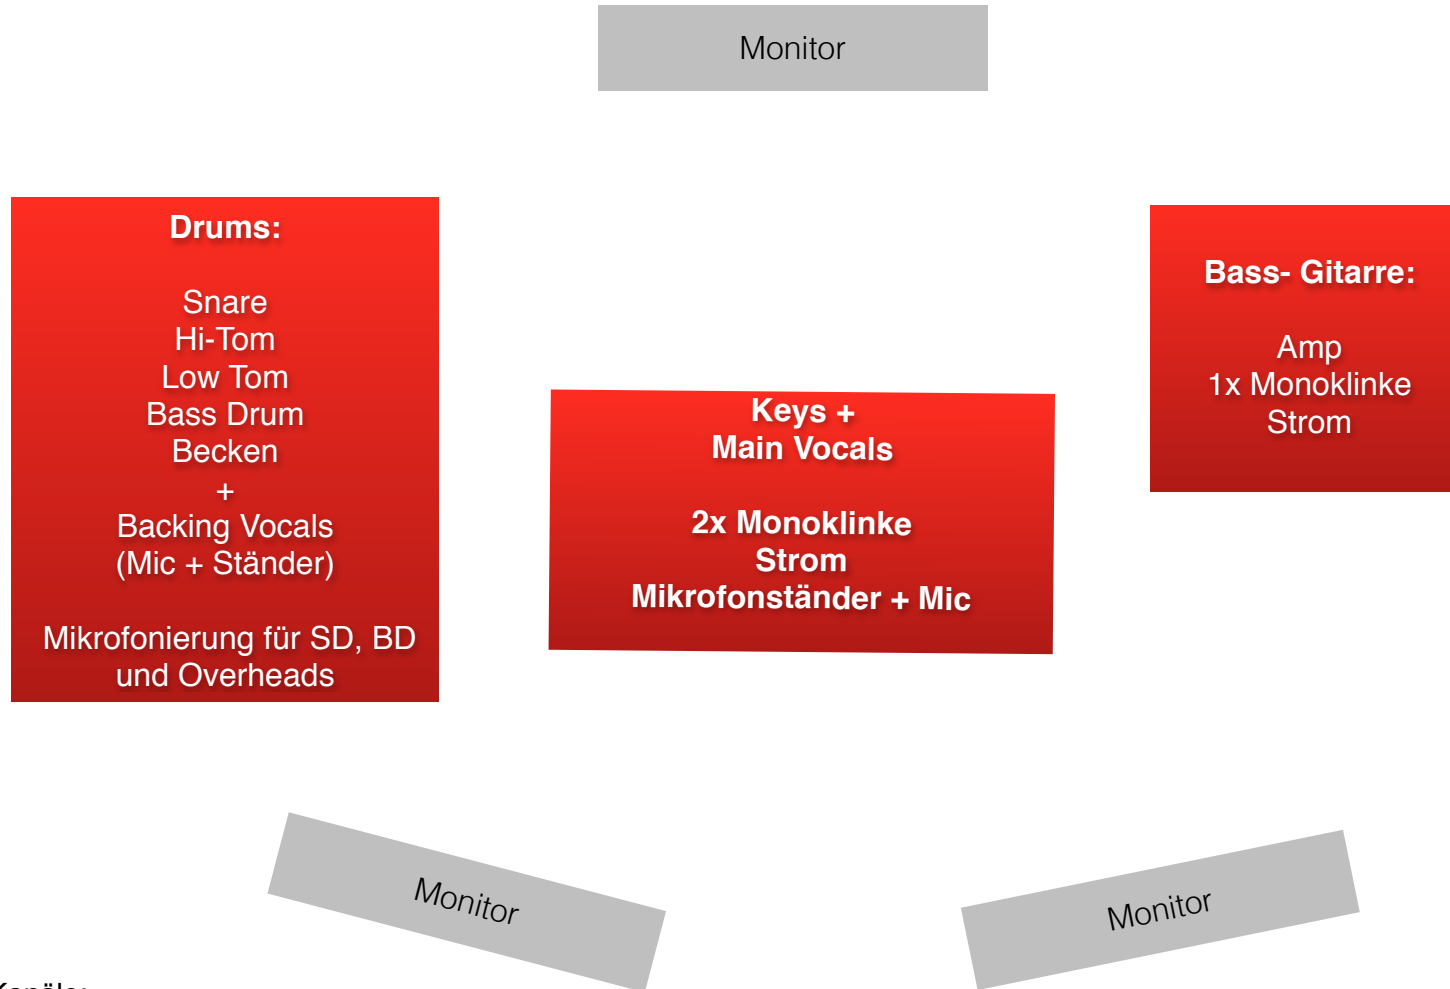 Monitor
Drums:
Snare
Hi-Tom
Low Tom
Bass Drum
Becken
+
Backing Vocals
(Mic + Ständer)
Mikrofonierung für SD, BD
und Overheads
Keys +
Main Vocals
2x Monoklinke
Strom
Mikrofonständer + Mic
Bass- Gitarre:
Amp
1x Monoklinke
Strom
Monitor
Monitor